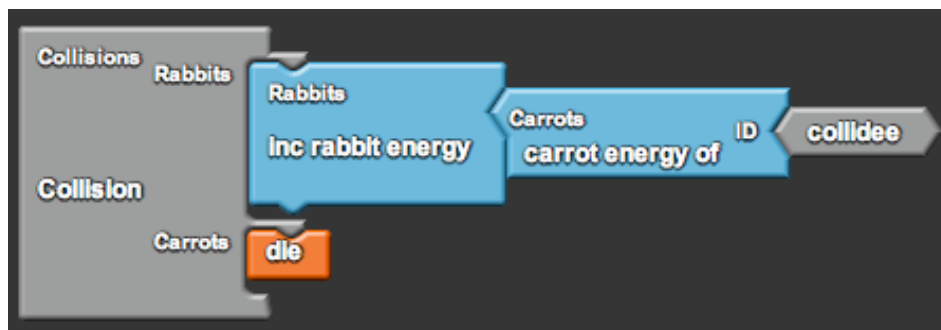 Collisions
Rabbits
Rabbits
inc rabbit energy
Carrots
carrot energy of
ID
collidee
Collision
Carrots
die